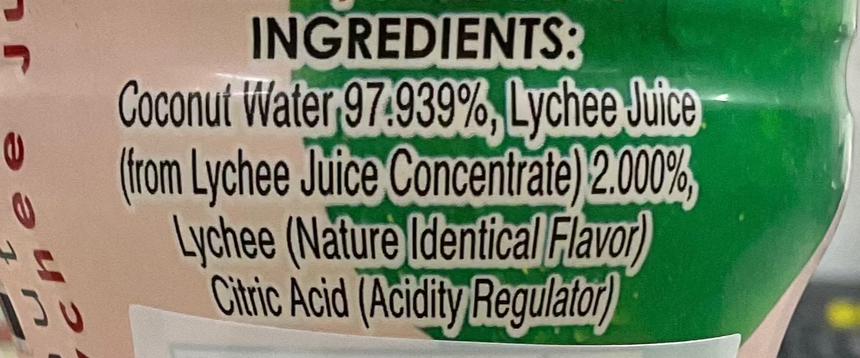 INGREDIENTS:
Coconut Water 97.939%, Lychee Juice
(from Lychee Juice Concentrate) 2.000%,
Lychee (Nature Identical Flavor)
Citric Acid (Acidity Regulator)